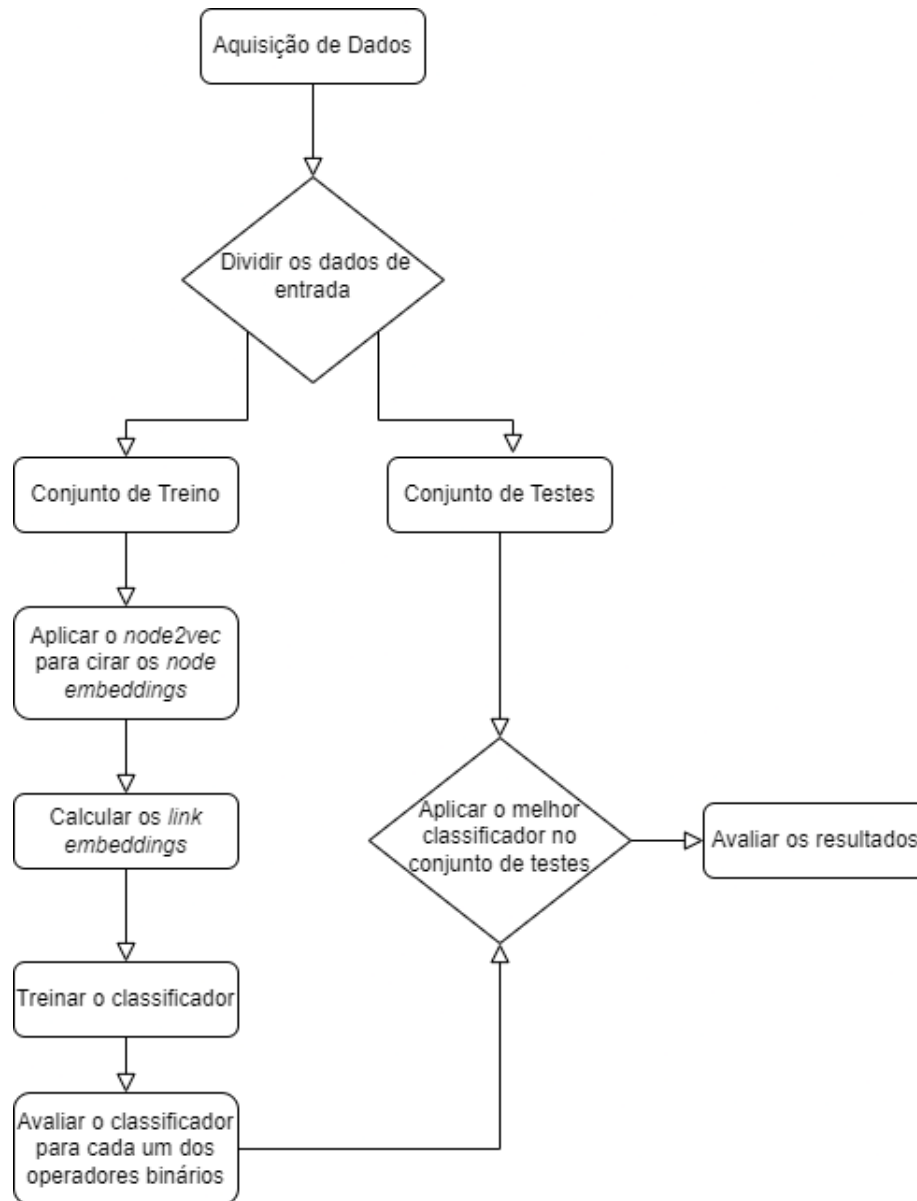 Aquisição de Dados
Dividir os dados de
entrada
Conjunto de Treino
Conjunto de Testes
Aplicar o node2vec
para cirar os node
embeddings
Calcular os link
embeddings
Treinar o classificador
Avaliar o classificador
para cada um dos
operadores binários
Aplicar o melhor
classificador no
conjunto de testes
Avaliar os resultados